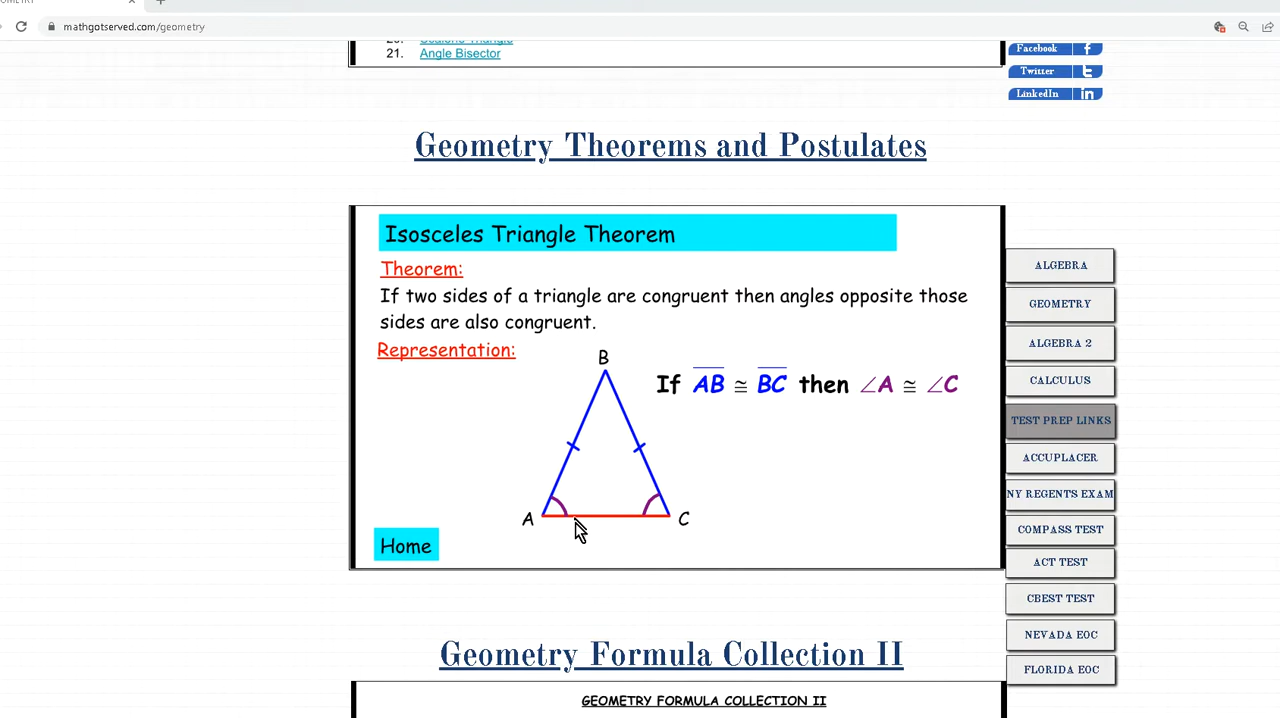 mathgotserved.com/geometry
21. Angle Bisector
Facebook
Twitter
LinkedIn
Geometry Theorems and Postulates
Isosceles Triangle Theorem
Theorem:
If two sides of a triangle are congruent then angles opposite those
sides are also congruent.
Representation:
B
If AB ≅ BC then ∠A ≅ ∠C
A
C
Home
ALGEBRA
GEOMETRY
ALGEBRA 2
CALCULUS
TEST PREP LINKS
ACCUPLACER
NY REGENTS EXAM
COMPASS TEST
ACT TEST
CBEST TEST
NEVADA EOC
FLORIDA EOC
Geometry Formula Collection II
GEOMETRY FORMULA COLLECTION II